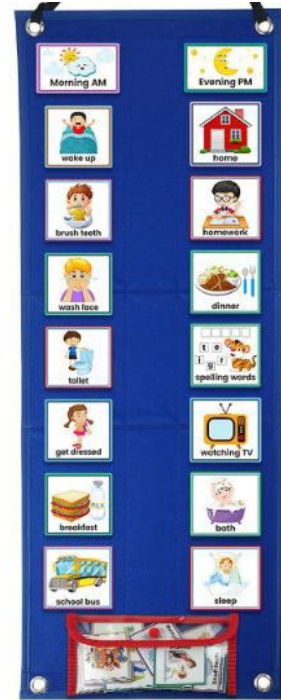 Morning AM
wake up
brush teeth
wash face
toilet
get dressed
breakfast
MILK
school bus
Evening PM
home
homework
dinner
t e
i g r
spelling words
watching TV
bath
sleep